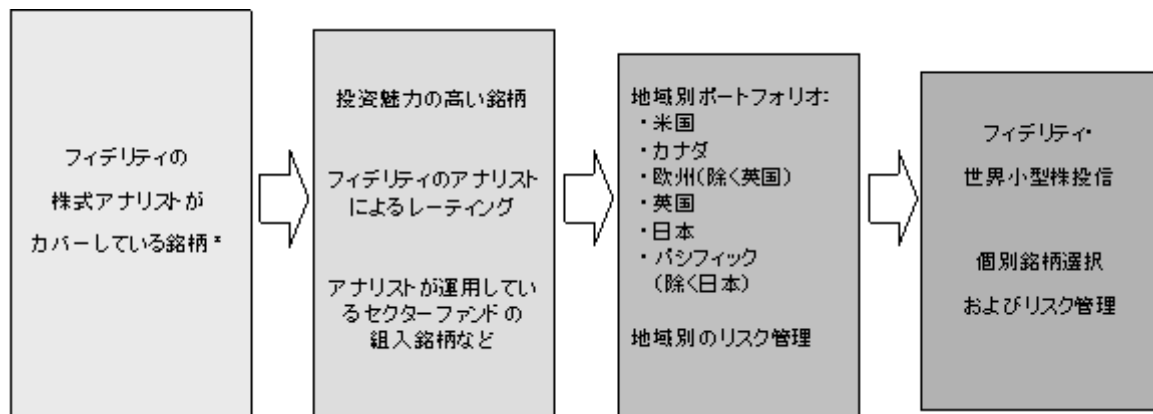 フィデリティの
株式アナリストが
カバーしている銘柄*
投資魅力の高い銘柄
フィデリティのアナリスト
によるレーティング
アナリストが運用してい
るセクターファンドの
組入銘柄など
地域別ポートフォリオ:
・米国
・カナダ
・欧州(除く英国)
・英国
・日本
・パシフィック
(除く日本)
地域別のリスク管理
フィデリティ・
世界小型株投信
個別銘柄選択
およびリスク管理